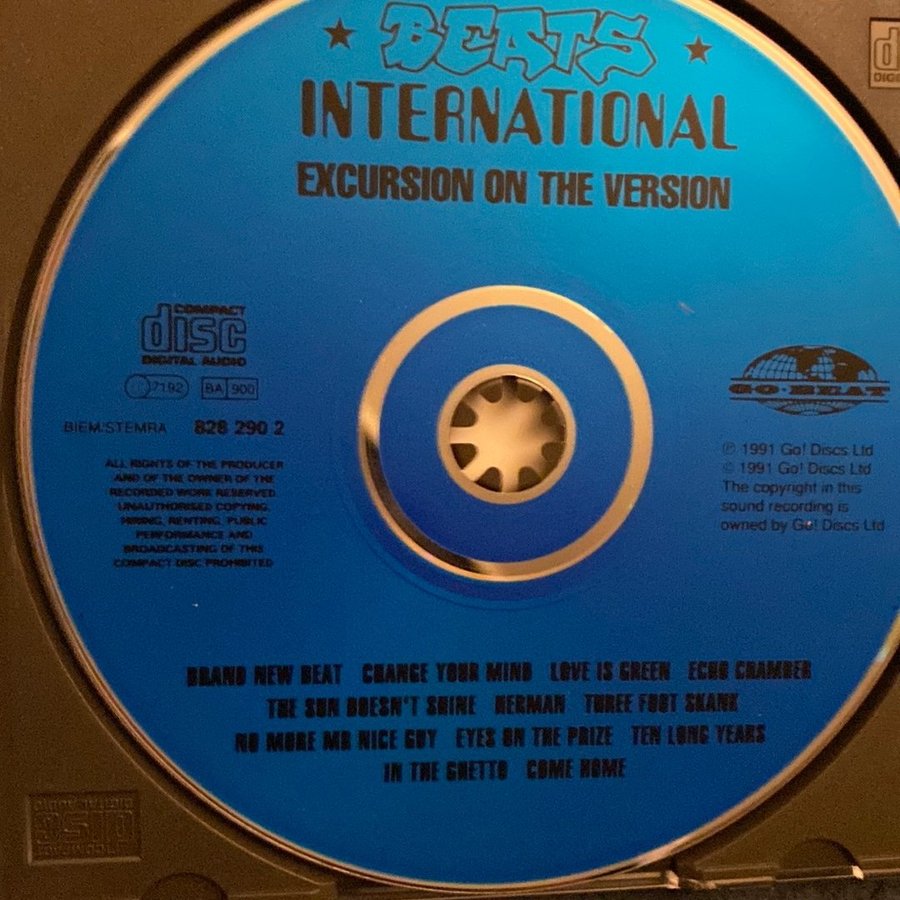 BEATS
INTERNATIONAL
EXCURSION ON THE VERSION
COMPACT
disc
DIGITAL AUDIO
7192
BA 900
BIEM/STEMRA 828 290 2
ALL RIGHTS OF THE PRODUCER
AND OF THE OWNER OF THE
RECORDED WORK RESERVED.
UNAUTHORISED COPYING,
HIRING, RENTING, PUBLIC
PERFORMANCE AND
BROADCASTING OF THIS
COMPACT DISC PROHIBITED
GO·BEAT
℗ 1991 Go! Discs Ltd
© 1991 Go! Discs Ltd
The copyright in this
sound recording is
owned by Go! Discs Ltd
BRAND NEW BEAT CHANGE YOUR MIND LOVE IS GREEN ECHO CHAMBER
THE SUN DOESN'T SHINE HERMAN THREE FOOT SKANK
NO MORE MR NICE GUY EYES ON THE PRIZE TEN LONG YEARS
IN THE GHETTO COME HOME